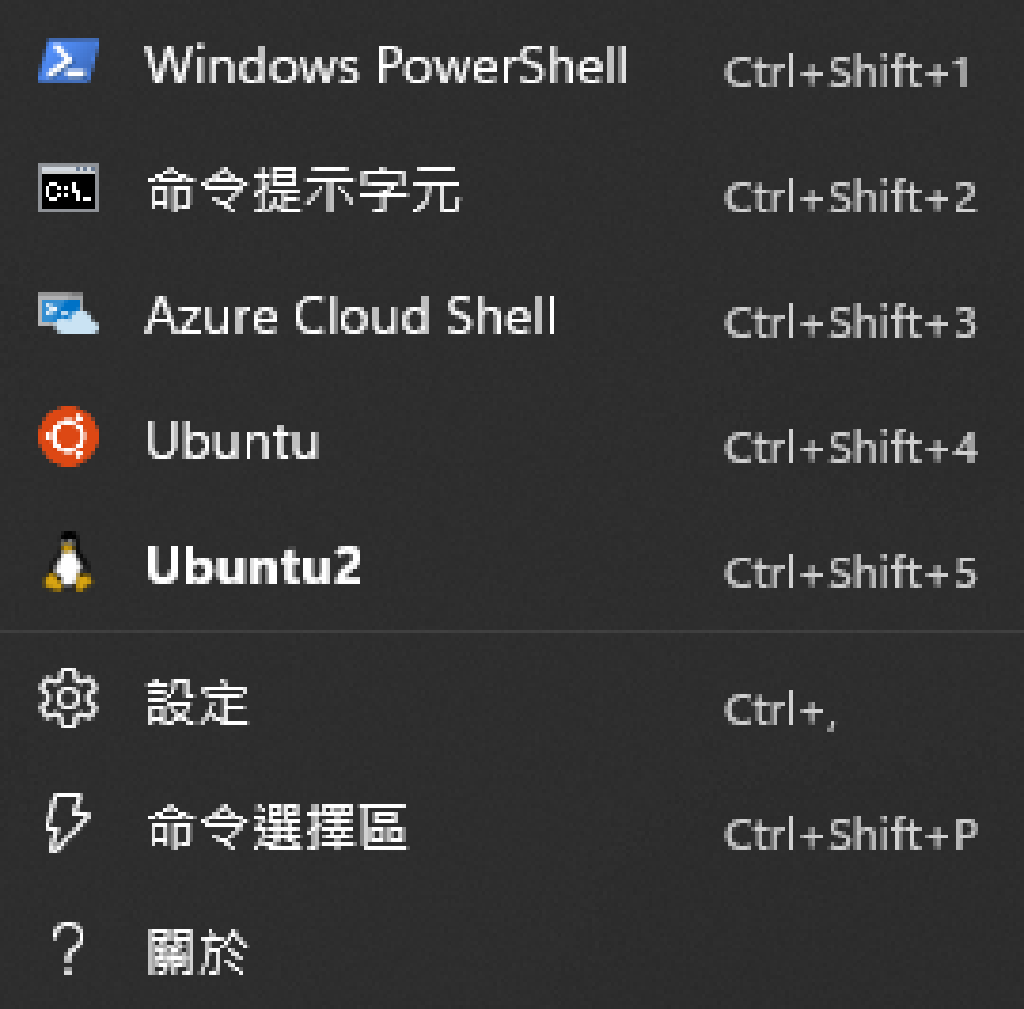 Windows PowerShell Ctrl+Shift+1
命令提示字元 Ctrl+Shift+2
Azure Cloud Shell Ctrl+Shift+3
Ubuntu Ctrl+Shift+4
Ubuntu2 Ctrl+Shift+5
設定 Ctrl+,
命令選擇區 Ctrl+Shift+P
關於